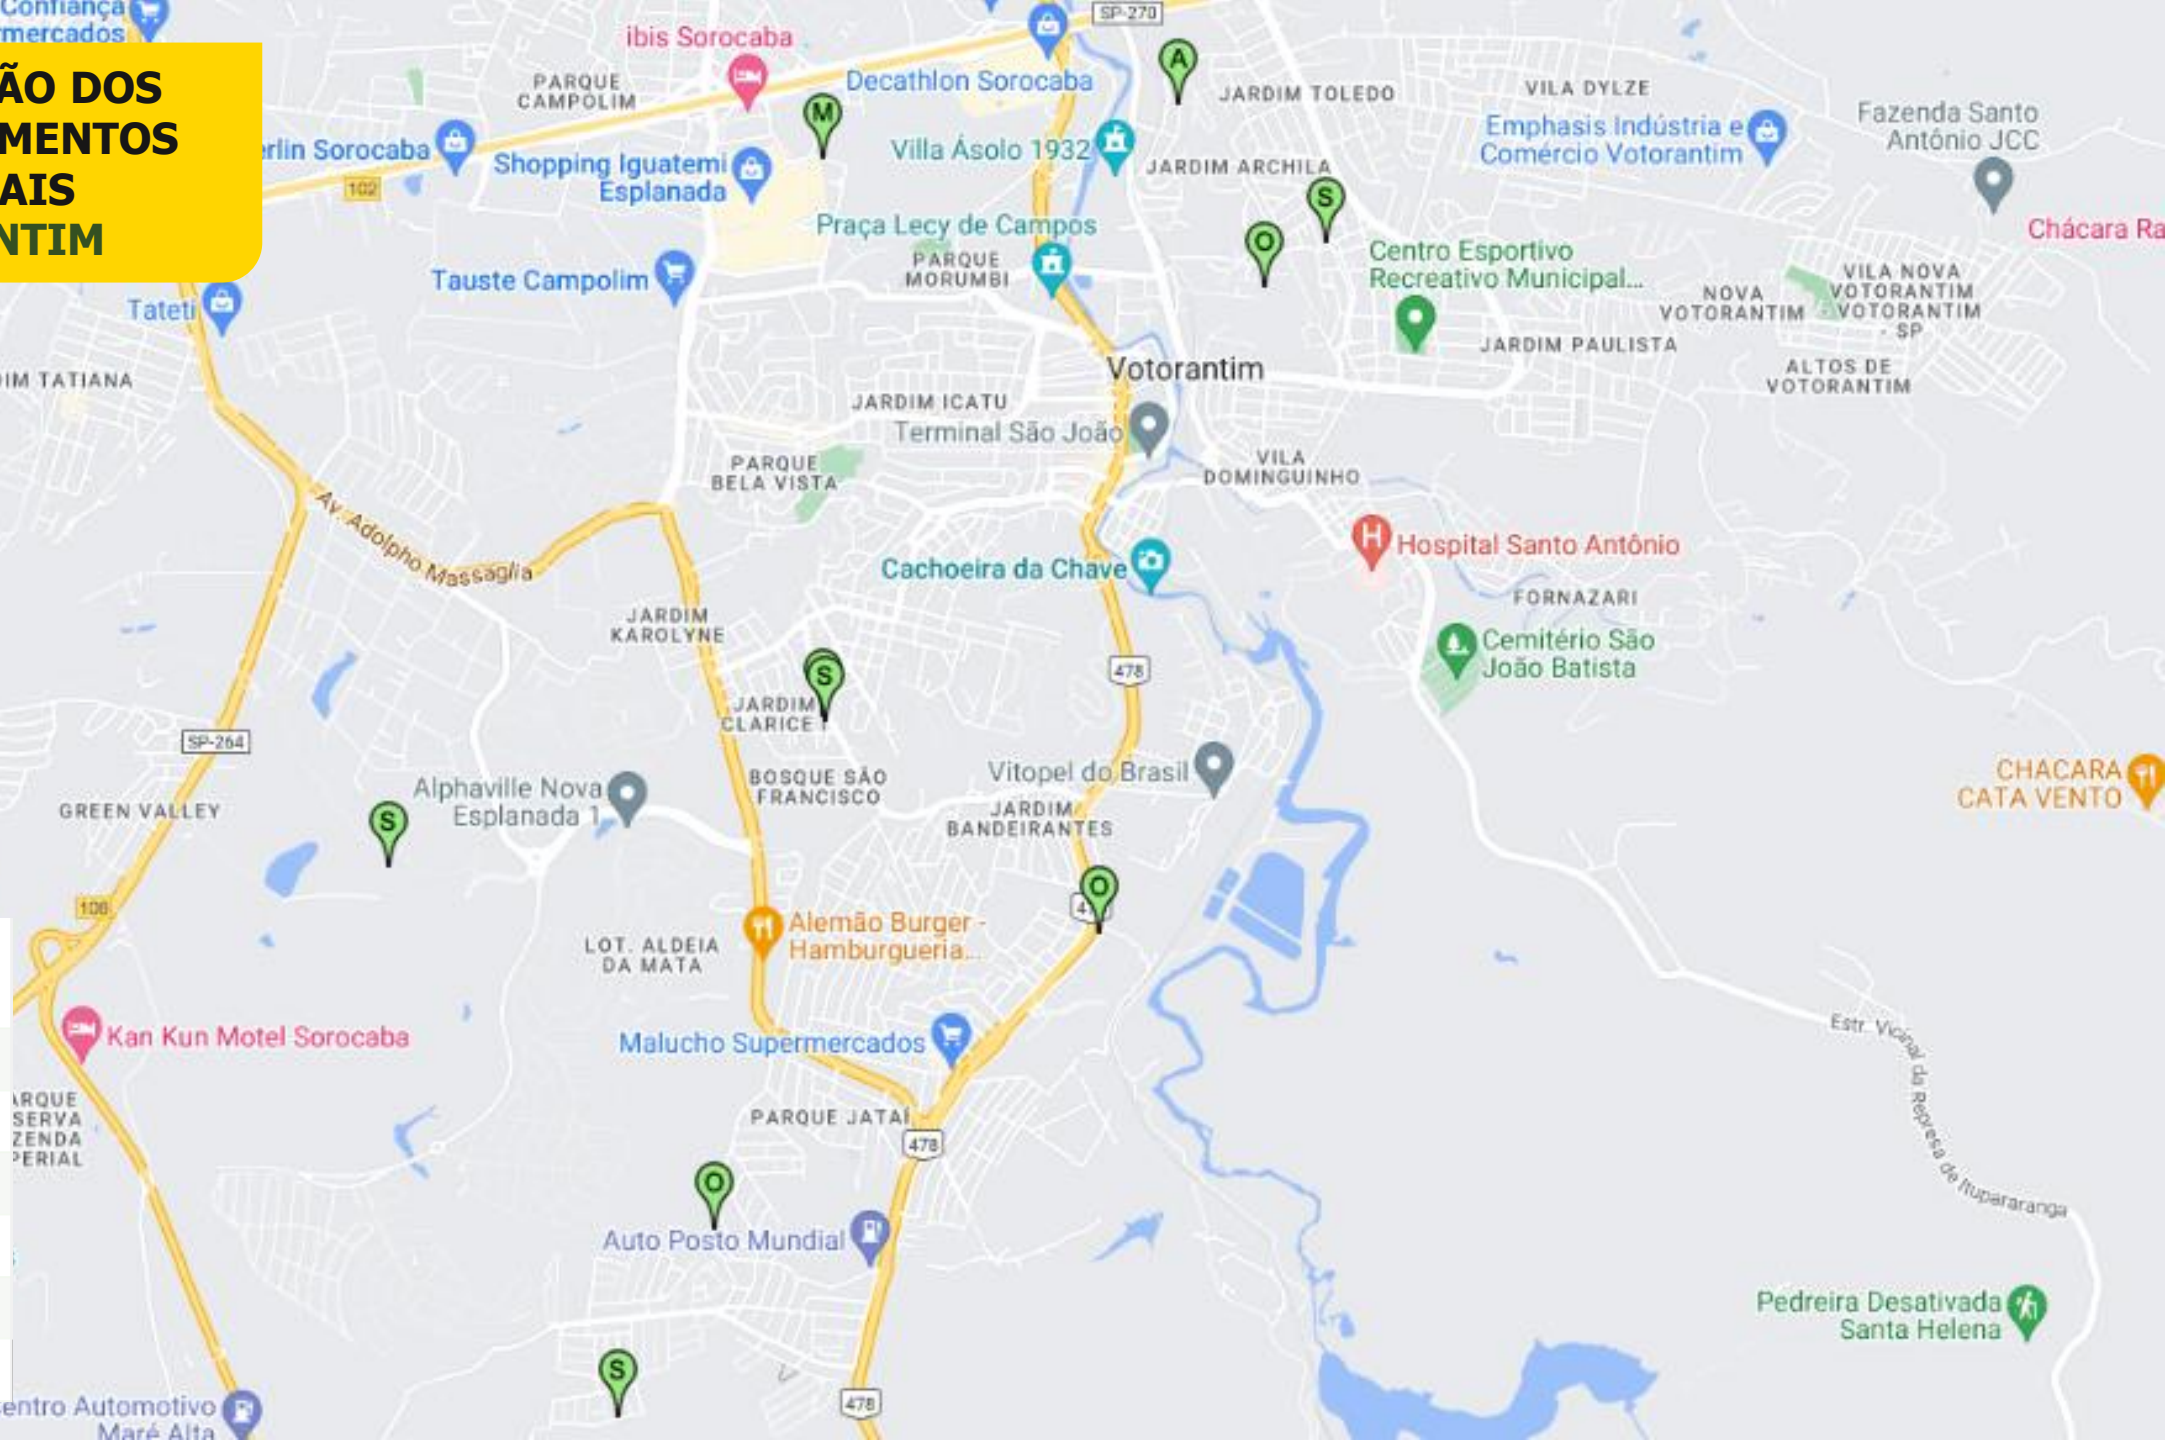 Confiança
mercados
ÃO DOS
MENTOS
AIS
NTIM
SP-270
ibis Sorocaba
PARQUE
CAMPOLIM
Decathlon Sorocaba
A
M
JARDIM TOLEDO
VILA DYLZE
Emphasis Indústria e
Comércio Votorantim
Fazenda Santo
Antônio JCC
rlin Sorocaba
102
Shopping Iguatemi
Esplanada
Villa Ásolo 1932
JARDIM ARCHILA
S
O
Praça Lecy de Campos
PARQUE
MORUMBI
Centro Esportivo
Recreativo Municipal...
Chácara Ra
Tauste Campolim
Tateti
NOVA
VOTORANTIM
VILA NOVA
VOTORANTIM
- VOTORANTIM
- SP
JARDIM PAULISTA
ALTOS DE
VOTORANTIM
IM TATIANA
Votorantim
JARDIM ICATU
Terminal São João
PARQUE
BELA VISTA
VILA
DOMINGUINHO
Av. Adolpho Massaglia
H
Hospital Santo Antônio
Cachoeira da Chave
FORNAZARI
JARDIM
KAROLYNE
Cemitério São
João Batista
478
S
JARDIM
CLARICE I
SP-264
GREEN VALLEY
Alphaville Nova
Esplanada 1
BOSQUE SÃO
FRANCISCO
Vitopel do Brasil
JARDIM
BANDEIRANTES
CHACARA
CATA VENTO
S
O
106
LOT. ALDEIA
DA MATA
Alemão Burger -
Hamburgueria...
Kan Kun Motel Sorocaba
Malucho Supermercados
Estr. Vicinal da Represa de Itupararanga
ARQUE
SERVA
ZENDA
PERIAL
PARQUE JATAÍ
478
O
Auto Posto Mundial
Pedreira Desativada
Santa Helena
S
478
entro Automotivo
Maré Alta